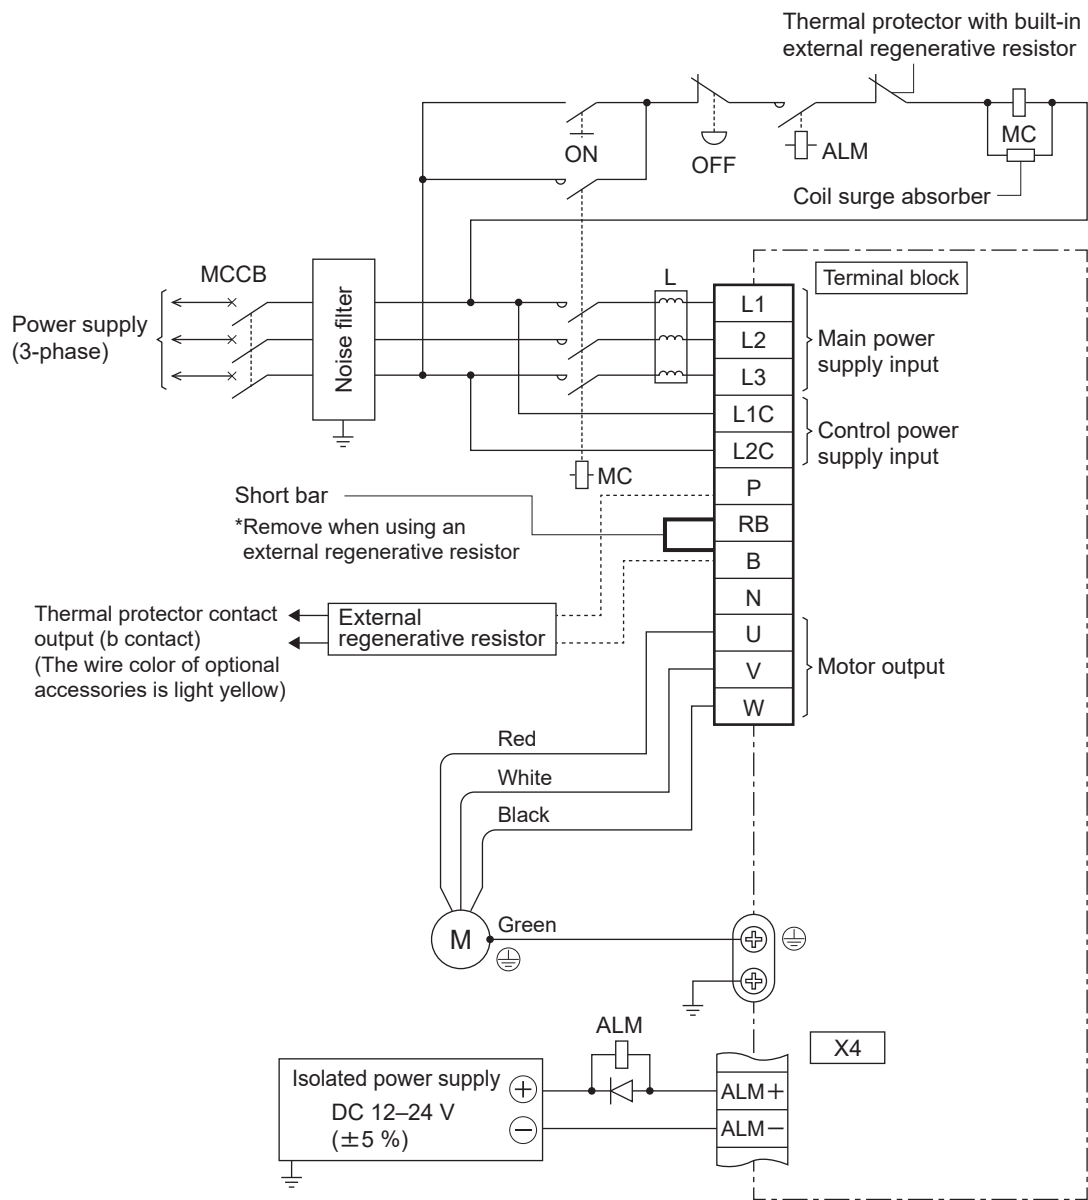 Thermal protector with built-in
external regenerative resistor
ON
OFF
ALM
MC
Coil surge absorber
MCCB
Noise filter
Power supply
(3-phase)
L
Terminal block
L1
L2
L3
Main power
supply input
L1C
L2C
Control power
supply input
MC
P
RB
B
N
U
V
W
Motor output
Short bar
*Remove when using an
external regenerative resistor
Thermal protector contact
output (b contact)
(The wire color of optional
accessories is light yellow)
External
regenerative resistor
Red
White
Black
M
Green
ALM
X4
Isolated power supply
DC 12–24 V
(±5 %)
+
−
ALM+
ALM−